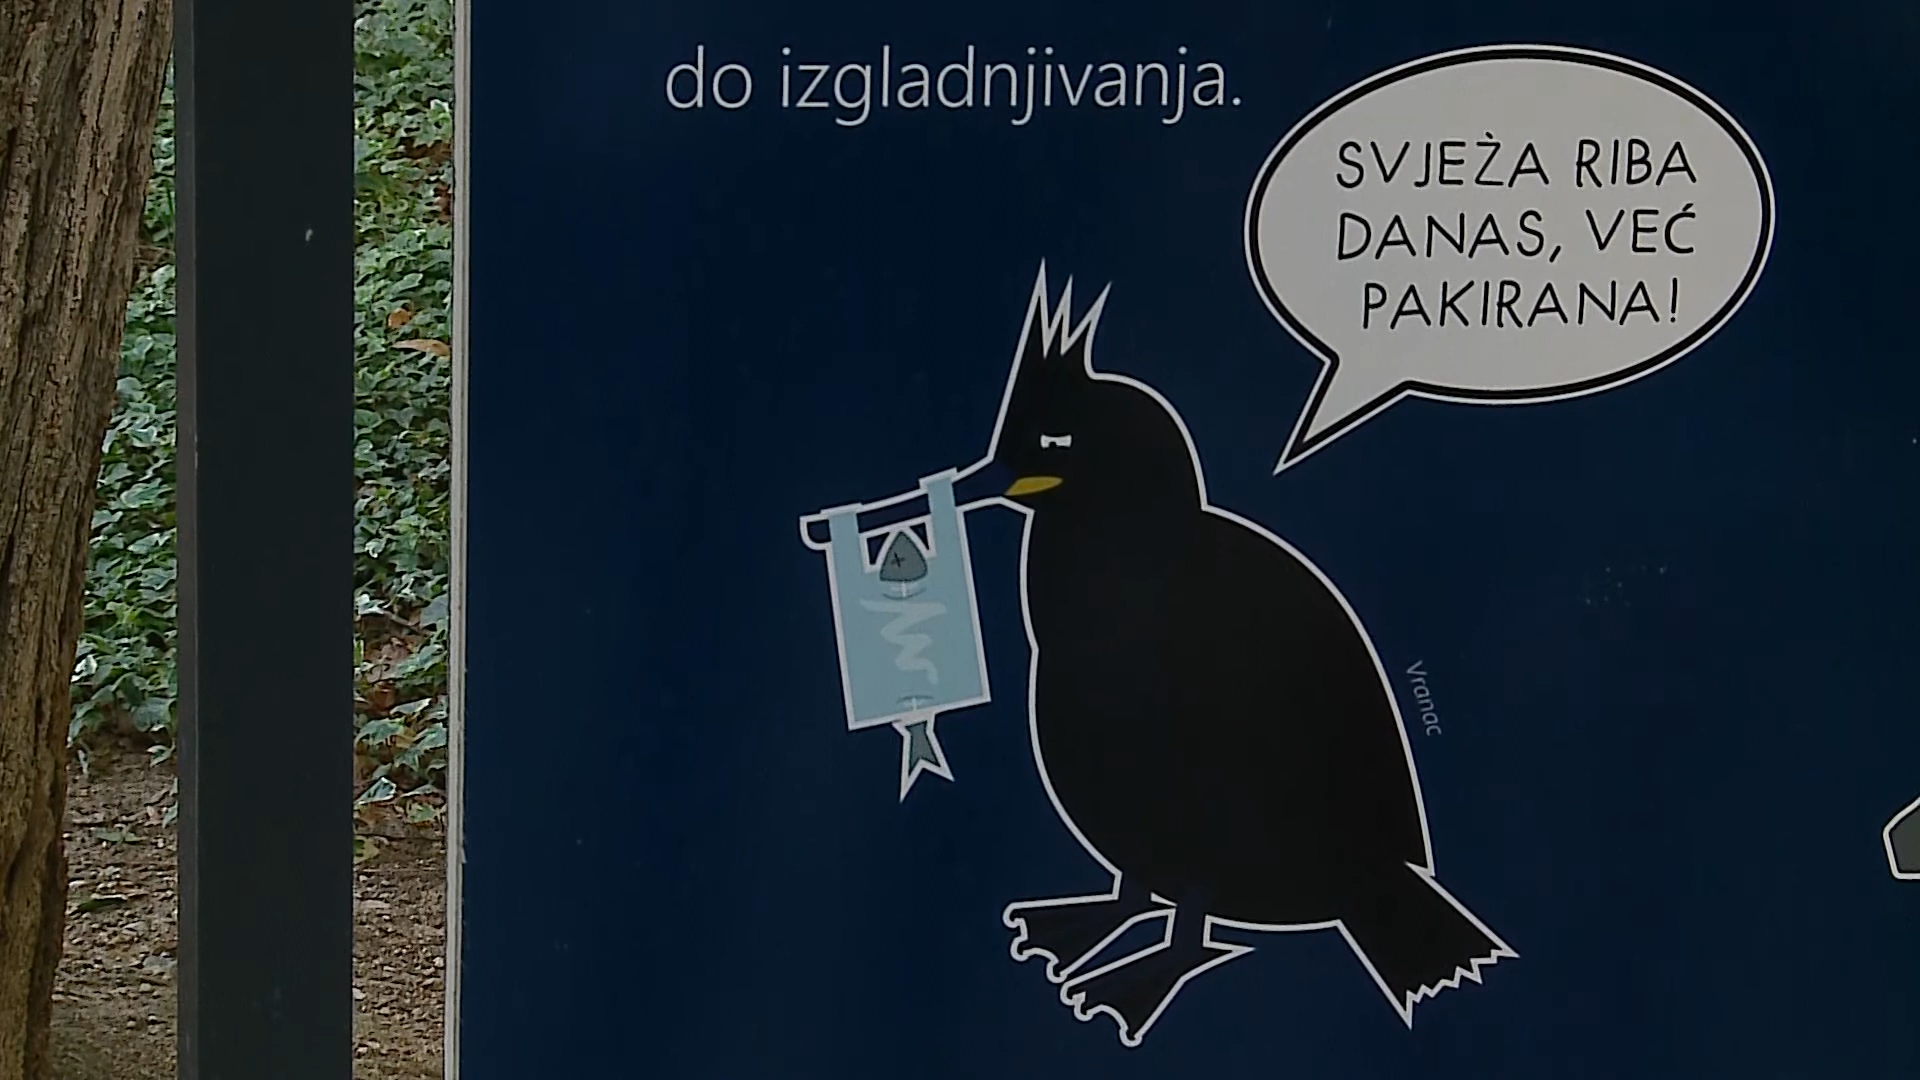 do izgladnjivanja.
SVJEŻA RIBA
DANAS, VEĆ
PAKIRANA!
Vranac